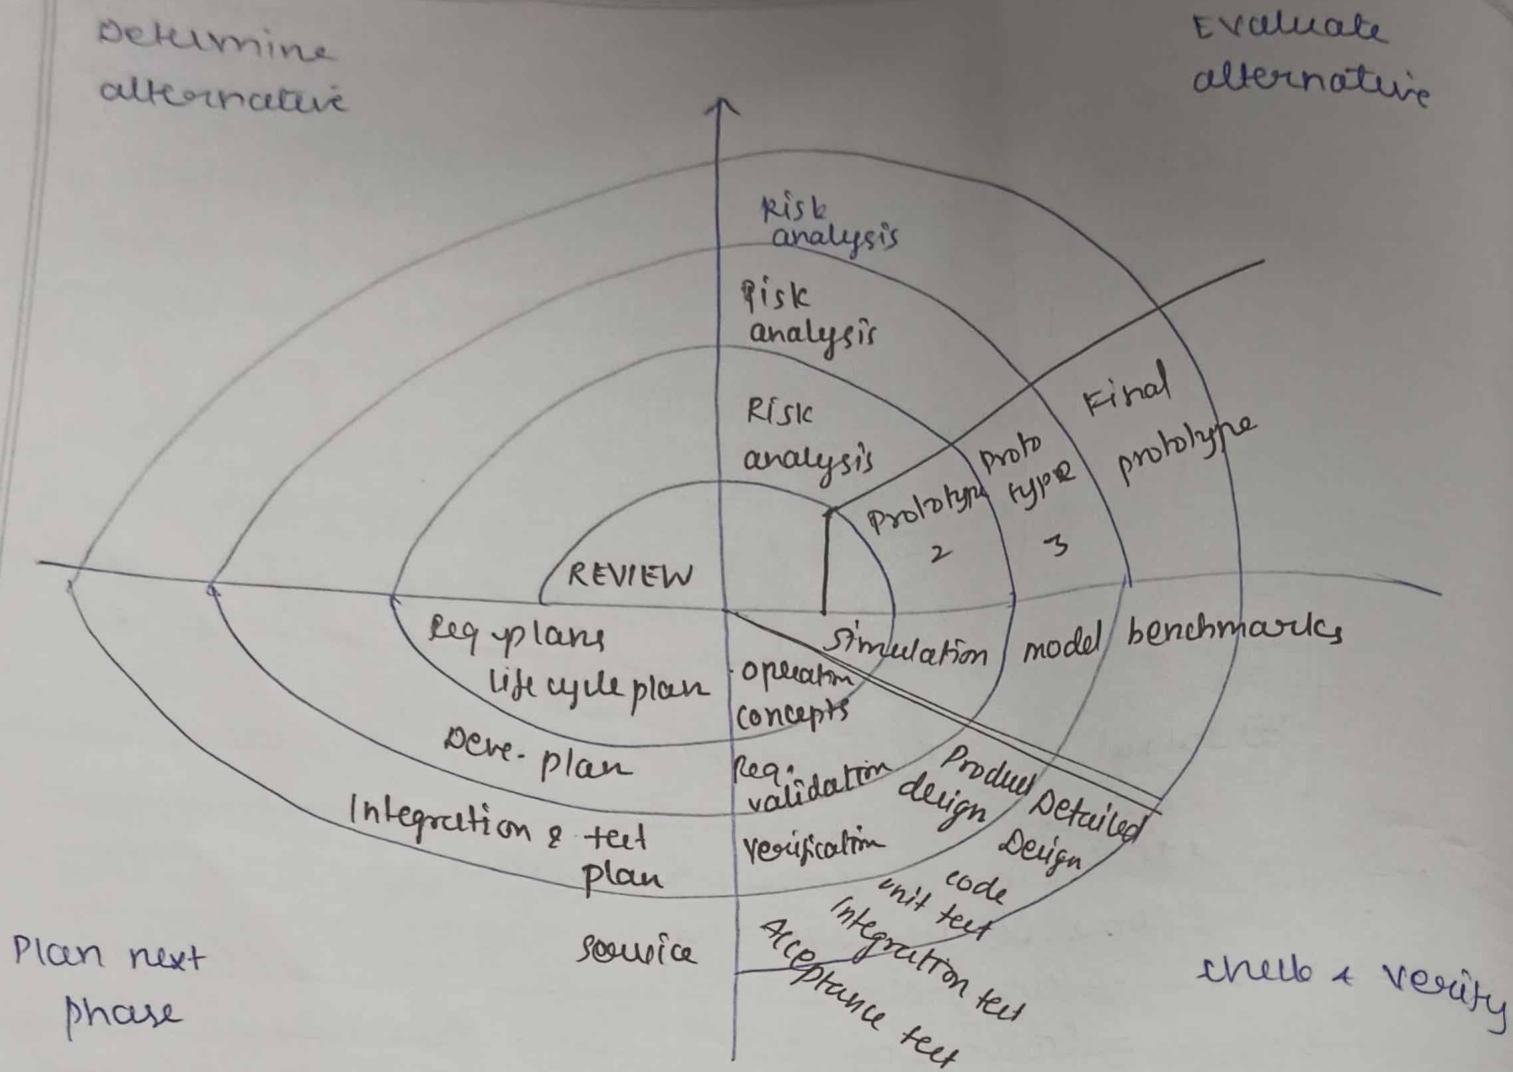 Determine
alternative
Evaluate
alternative
Risk
analysis
Risk
analysis
Risk
analysis
Final
prototype
Proto
type
3
Prototype
2
REVIEW
Simulation model benchmarks
Req plans
Life cycle plan
operation
concepts
Deve. plan
Req.
validation
Product
design
Detailed
Design
Integration & test
plan
verification
code
unit test
Integration test
Acceptance test
service
Plan next
phase
check & verify